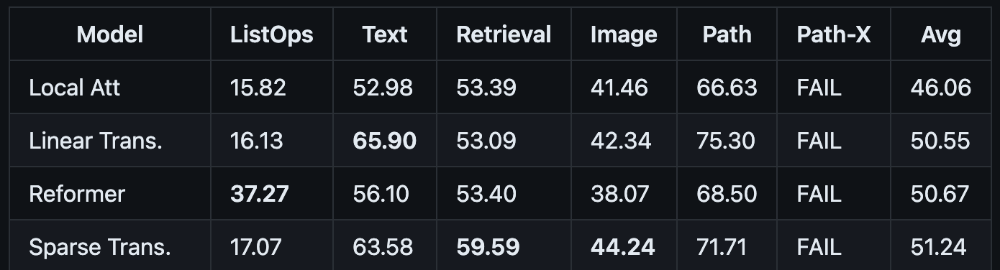 Model ListOps Text Retrieval Image Path Path-X Avg
Local Att 15.82 52.98 53.39 41.46 66.63 FAIL 46.06
Linear Trans. 16.13 65.90 53.09 42.34 75.30 FAIL 50.55
Reformer 37.27 56.10 53.40 38.07 68.50 FAIL 50.67
Sparse Trans. 17.07 63.58 59.59 44.24 71.71 FAIL 51.24